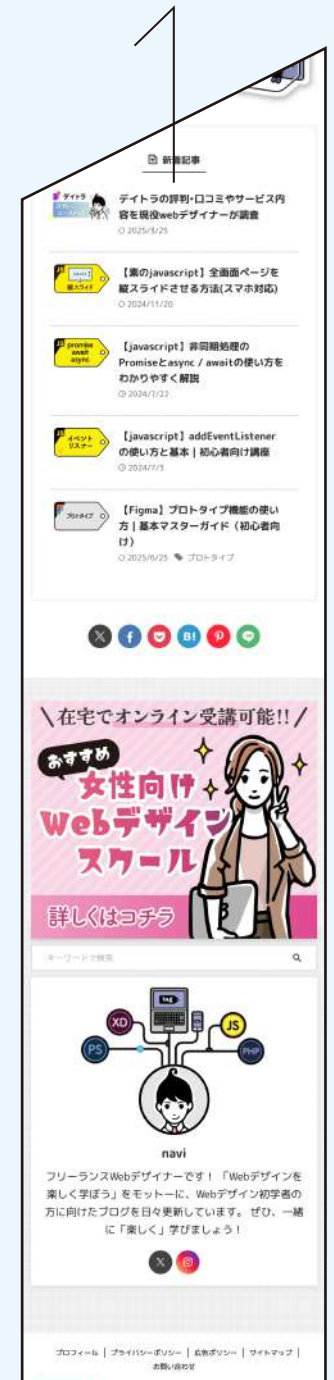 1
新着記事
デイトラ
デイトラの評判・口コミやサービス内
容を現役webデザイナーが調査
2025/3/25
JS
縦スライド
【素のjavascript】全画面ページを
縦スライドさせる方法(スマホ対応)
2024/11/20
JS
promise
await
async
【javascript】非同期処理の
Promiseとasync / awaitの使い方を
わかりやすく解説
2024/7/22
JS
イベント
リスナー
【javascript】addEventListener
の使い方と基本 | 初心者向け講座
2024/7/3
プロトタイプ
【Figma】プロトタイプ機能の使い
方 | 基本マスターガイド（初心者向
け）
2025/6/25 プロトタイプ
B!
\在宅でオンライン受講可能!!/
おすすめ
女性向け
Webデザイン
スクール
詳しくはコチラ
キーワードで検索
tag
XD
JS
PS
PHP
navi
フリーランスWebデザイナーです！「Webデザインを
楽しく学ぼう」をモットーに、Webデザイン初学者の
方に向けたブログを日々更新しています。ぜひ、一緒
に「楽しく」学びましょう！
プロフィール | プライバシーポリシー | 広告ポリシー | サイトマップ |
お問い合わせ